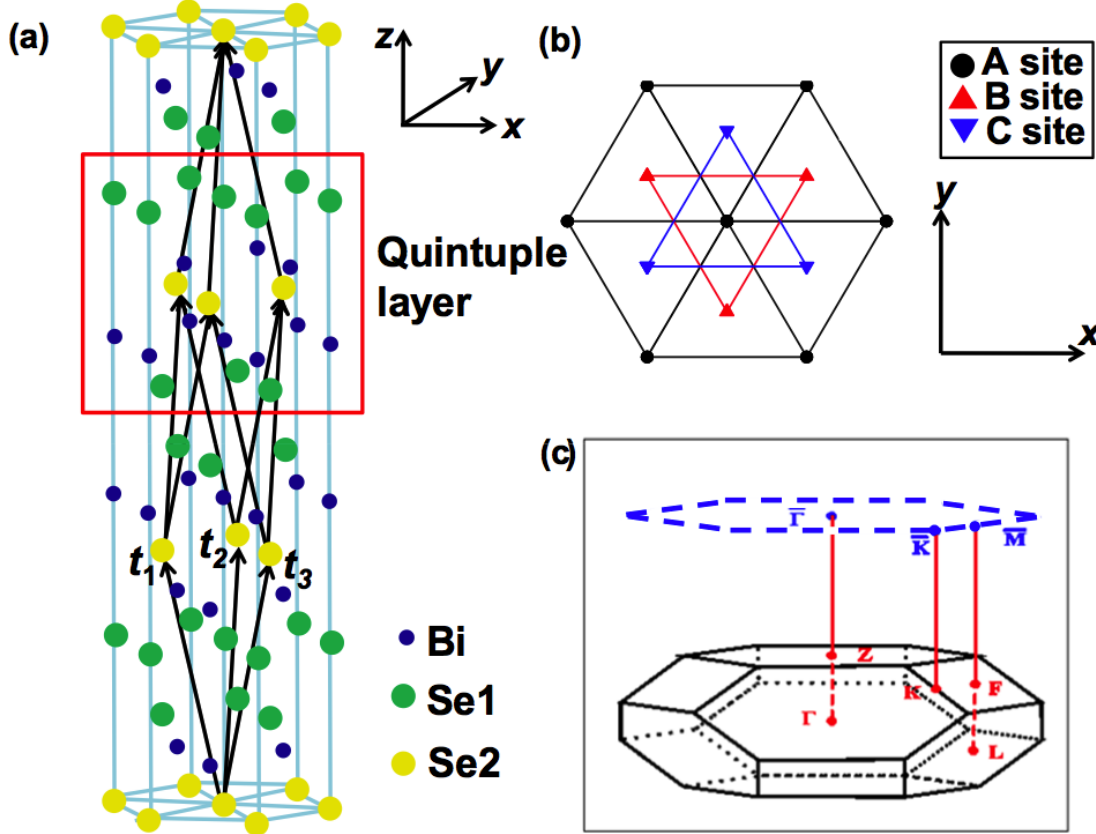 (a)
z
y
x
Quintuple
layer
t1
t2
t3
Bi
Se1
Se2
(b)
A site
B site
C site
y
x
(c)
Γ̅
K̅
M̅
Z
K
F
Γ
L